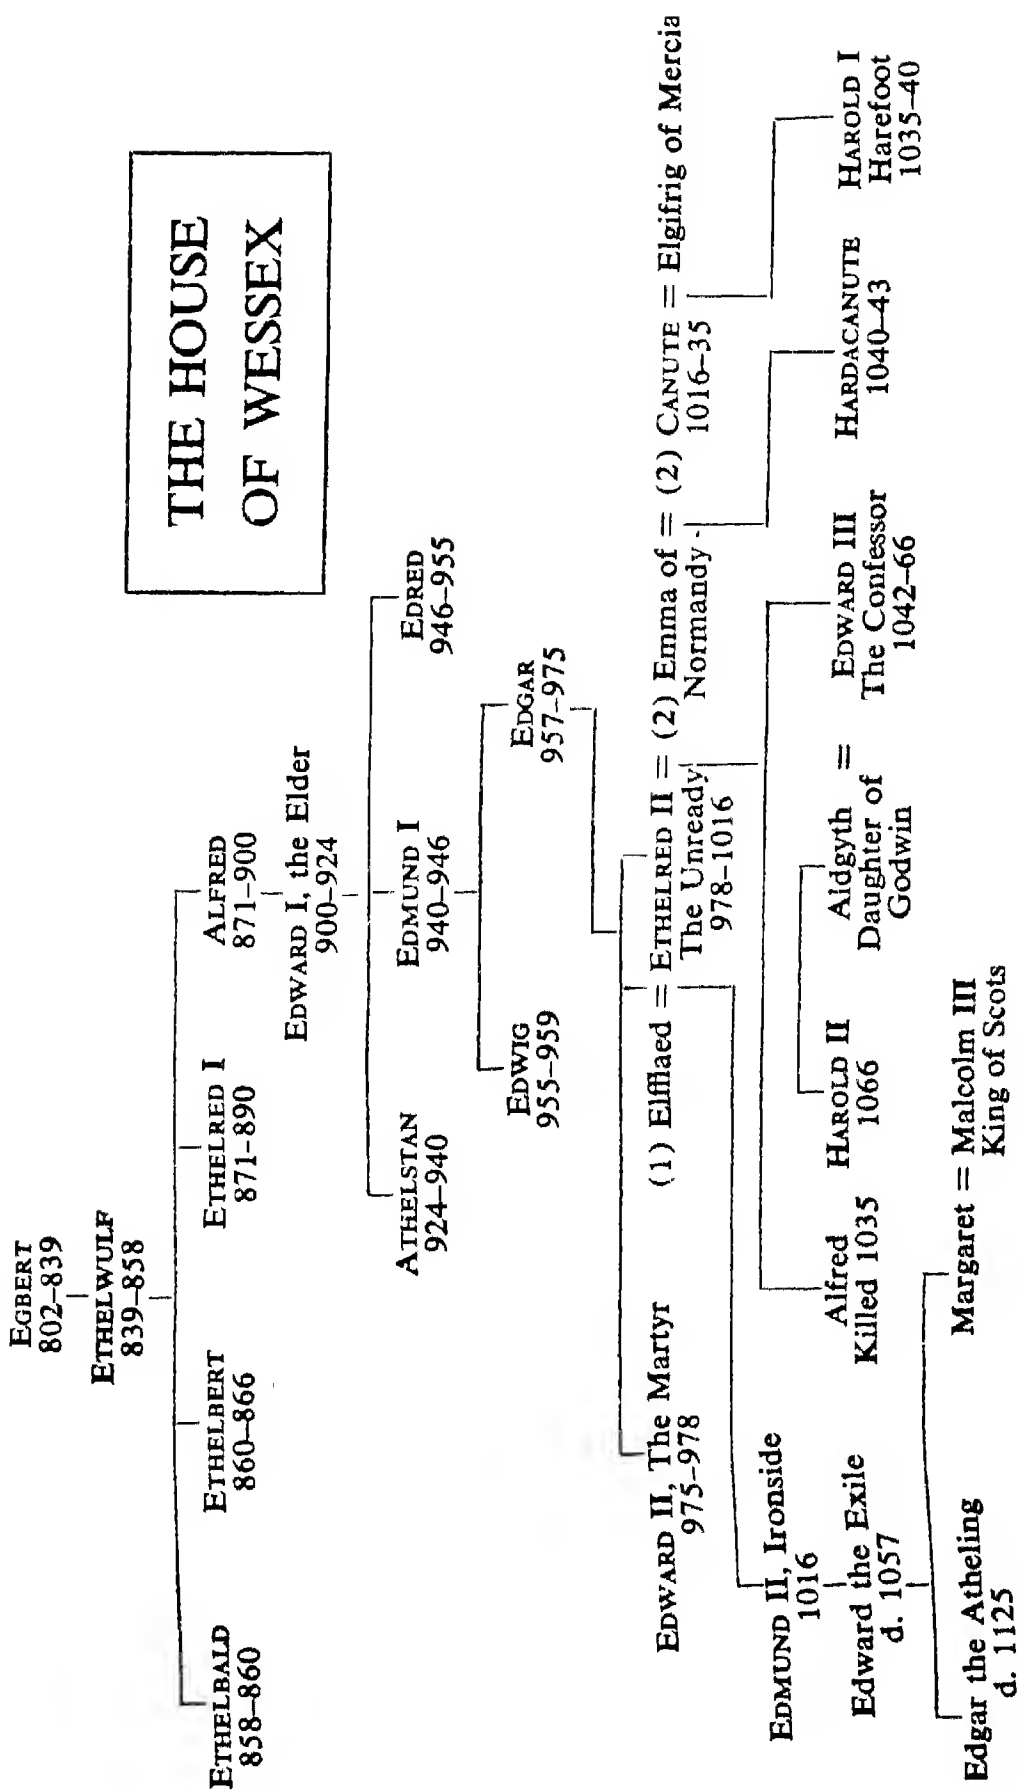 THE HOUSE
OF WESSEX
EGBERT
802–839
ETHELWULF
839–858
ETHELBALD
858–860
ETHELBERT
860–866
ETHELRED I
871–890
ALFRED
871–900
EDWARD I, the Elder
900–924
ATHELSTAN
924–940
EDMUND I
940–946
EDRED
946–955
EDWIG
955–959
EDGAR
957–975
EDWARD II, The Martyr
975–978
(1) Elfflaed = ETHELRED II = (2) Emma of = (2) CANUTE = Elgifrig of Mercia
The Unready
978–1016
Normandy
1016–35
EDMUND II, Ironside
1016
Edward the Exile
d. 1057
Alfred
Killed 1035
HAROLD II
1066
Aldgyth =
Daughter of
Godwin
EDWARD III
The Confessor
1042–66
HARDACANUTE
1040–43
HAROLD I
Harefoot
1035–40
Edgar the Atheling
d. 1125
Margaret = Malcolm III
King of Scots